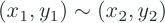 (x₁, y₁) ∼ (x₂, y₂)